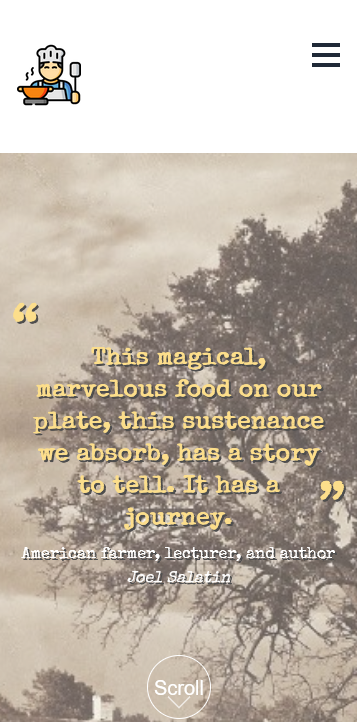 “
This magical,
marvelous food on our
plate, this sustenance
we absorb, has a story
to tell. It has a
journey.
”
American farmer, lecturer, and author
Joel Salatin
Scroll